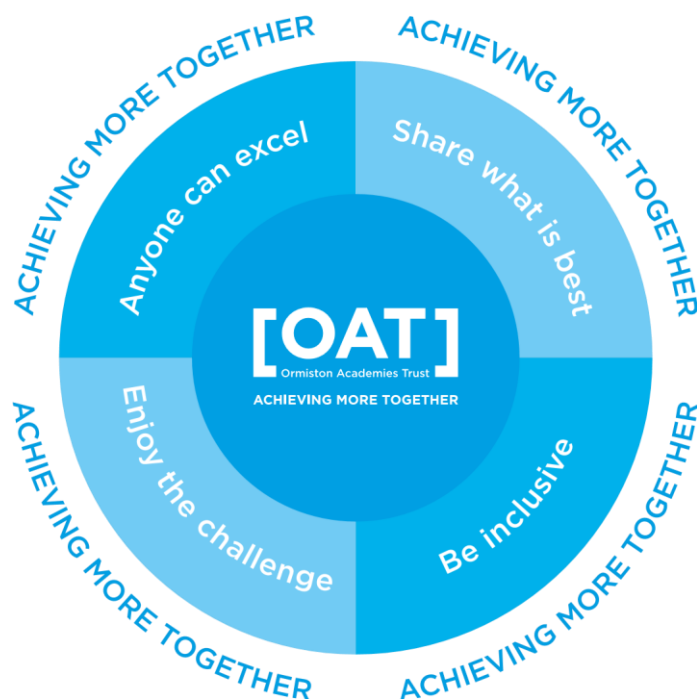 ACHIEVING MORE TOGETHER
ACHIEVING MORE TOGETHER
Anyone can excel
Share what is best
[OAT]
Ormiston Academies Trust
ACHIEVING MORE TOGETHER
Enjoy the challenge
Be inclusive
ACHIEVING MORE TOGETHER
ACHIEVING MORE TOGETHER